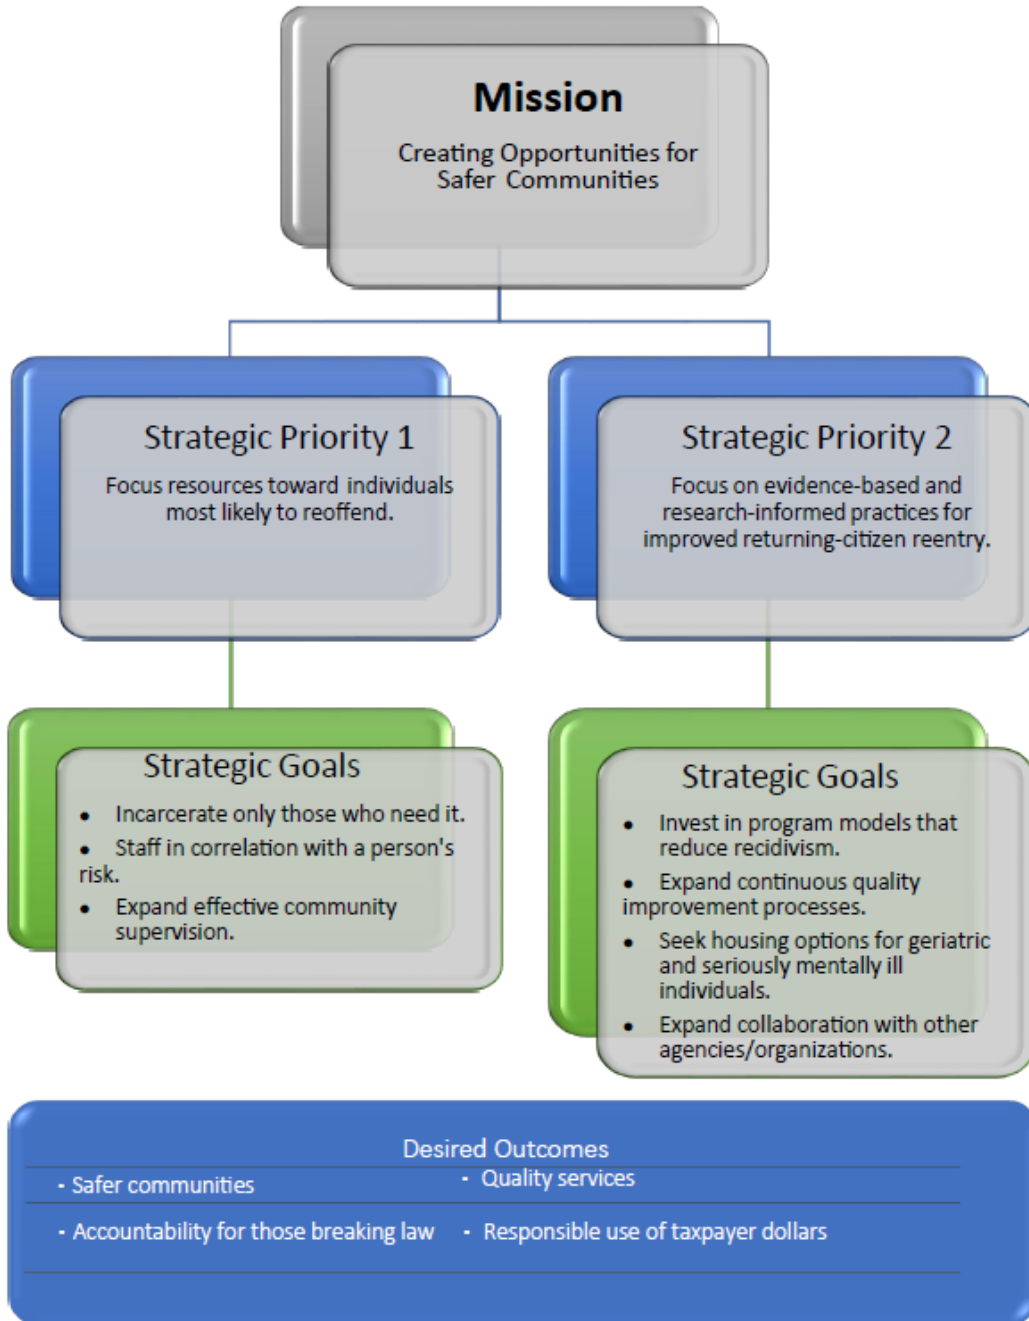 Mission
Creating Opportunities for
Safer Communities
Strategic Priority 1
Focus resources toward individuals
most likely to reoffend.
Strategic Priority 2
Focus on evidence-based and
research-informed practices for
improved returning-citizen reentry.
Strategic Goals
• Incarcerate only those who need it.
• Staff in correlation with a person's
risk.
• Expand effective community
supervision.
Strategic Goals
• Invest in program models that
reduce recidivism.
• Expand continuous quality
improvement processes.
• Seek housing options for geriatric
and seriously mentally ill
individuals.
• Expand collaboration with other
agencies/organizations.
Desired Outcomes
- Safer communities
- Quality services
- Accountability for those breaking law
- Responsible use of taxpayer dollars